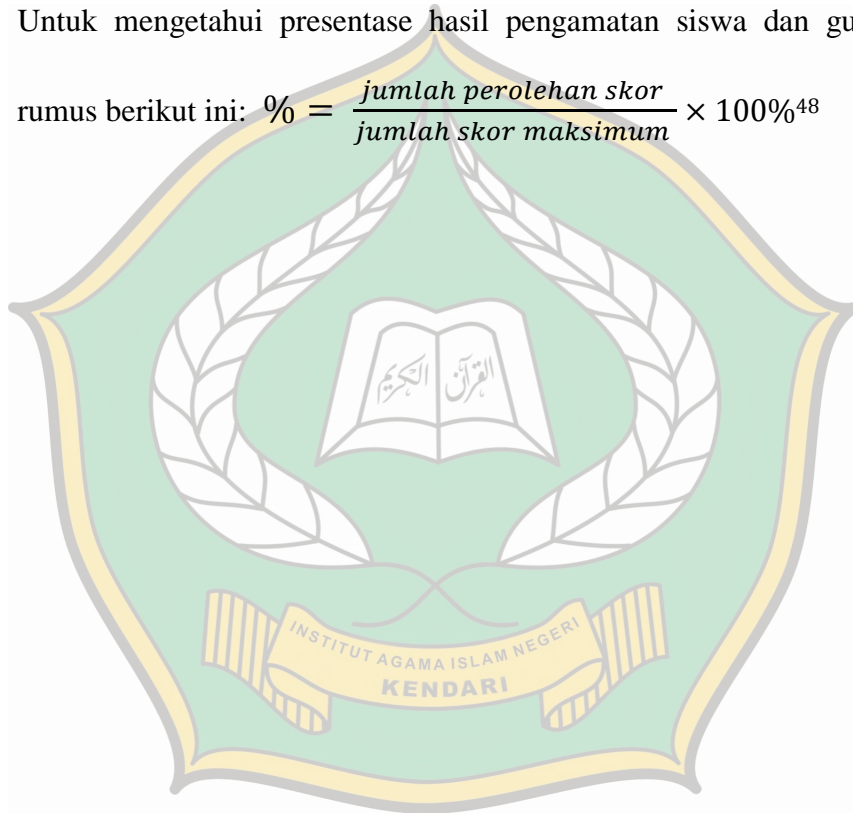 Untuk mengetahui presentase hasil pengamatan siswa dan gu
rumus berikut ini: % = jumlah perolehan skor / jumlah skor maksimum × 100%⁴⁸
القرآن الكريم
INSTITUT AGAMA ISLAM NEGERI
KENDARI